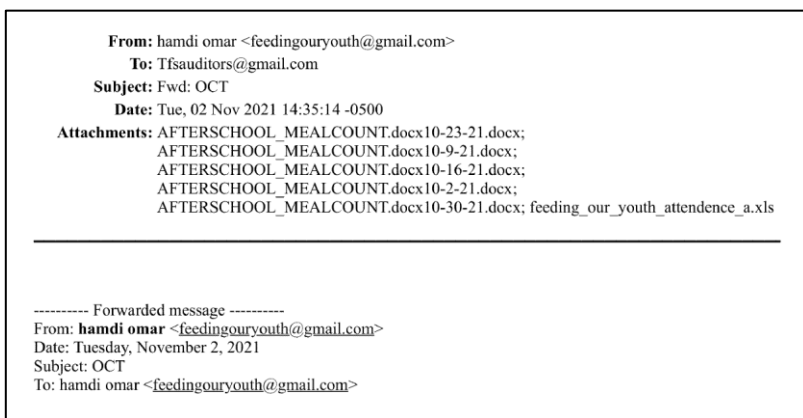 From: hamdi omar <feedingouryouth@gmail.com>
To: Tfsauditors@gmail.com
Subject: Fwd: OCT
Date: Tue, 02 Nov 2021 14:35:14 -0500
Attachments: AFTERSCHOOL_MEALCOUNT.docx10-23-21.docx;
AFTERSCHOOL_MEALCOUNT.docx10-9-21.docx;
AFTERSCHOOL_MEALCOUNT.docx10-16-21.docx;
AFTERSCHOOL_MEALCOUNT.docx10-2-21.docx;
AFTERSCHOOL_MEALCOUNT.docx10-30-21.docx; feeding_our_youth_attendence_a.xls
---------- Forwarded message ----------
From: hamdi omar <feedingouryouth@gmail.com>
Date: Tuesday, November 2, 2021
Subject: OCT
To: hamdi omar <feedingouryouth@gmail.com>